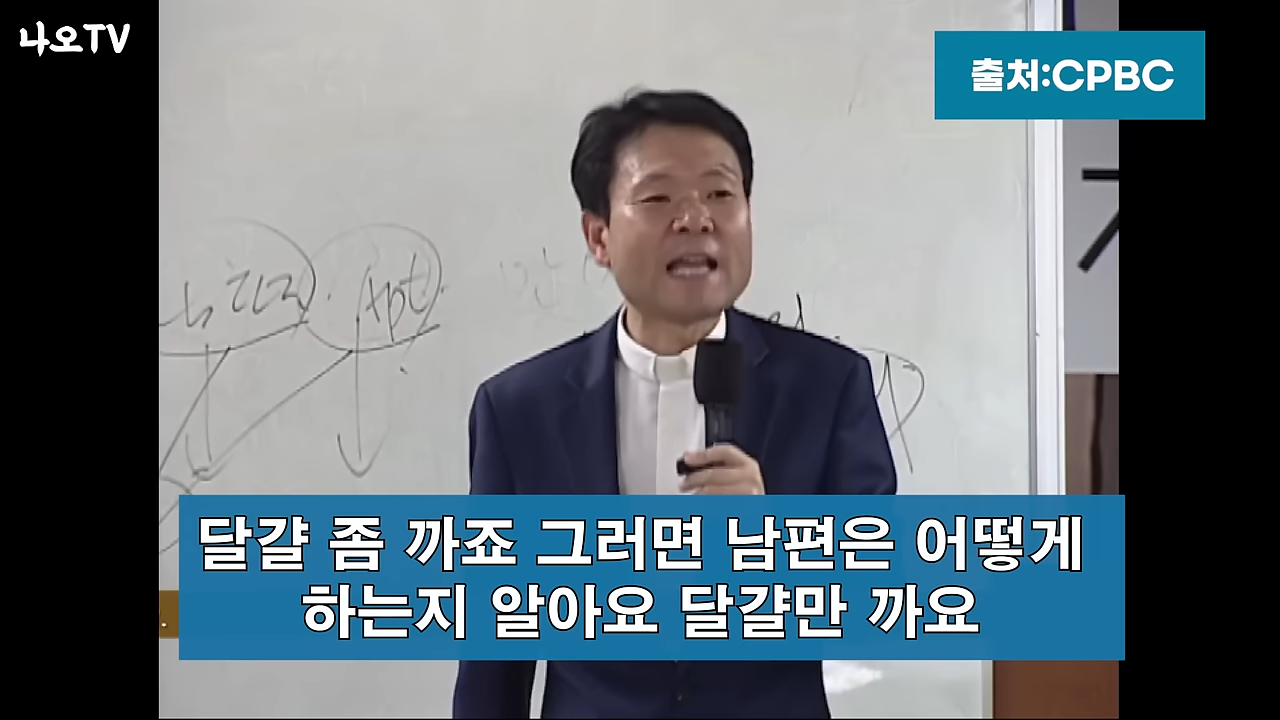 나오TV
출처:CPBC
Apt
달걀 좀 까죠 그러면 남편은 어떻게
하는지 알아요 달걀만 까요